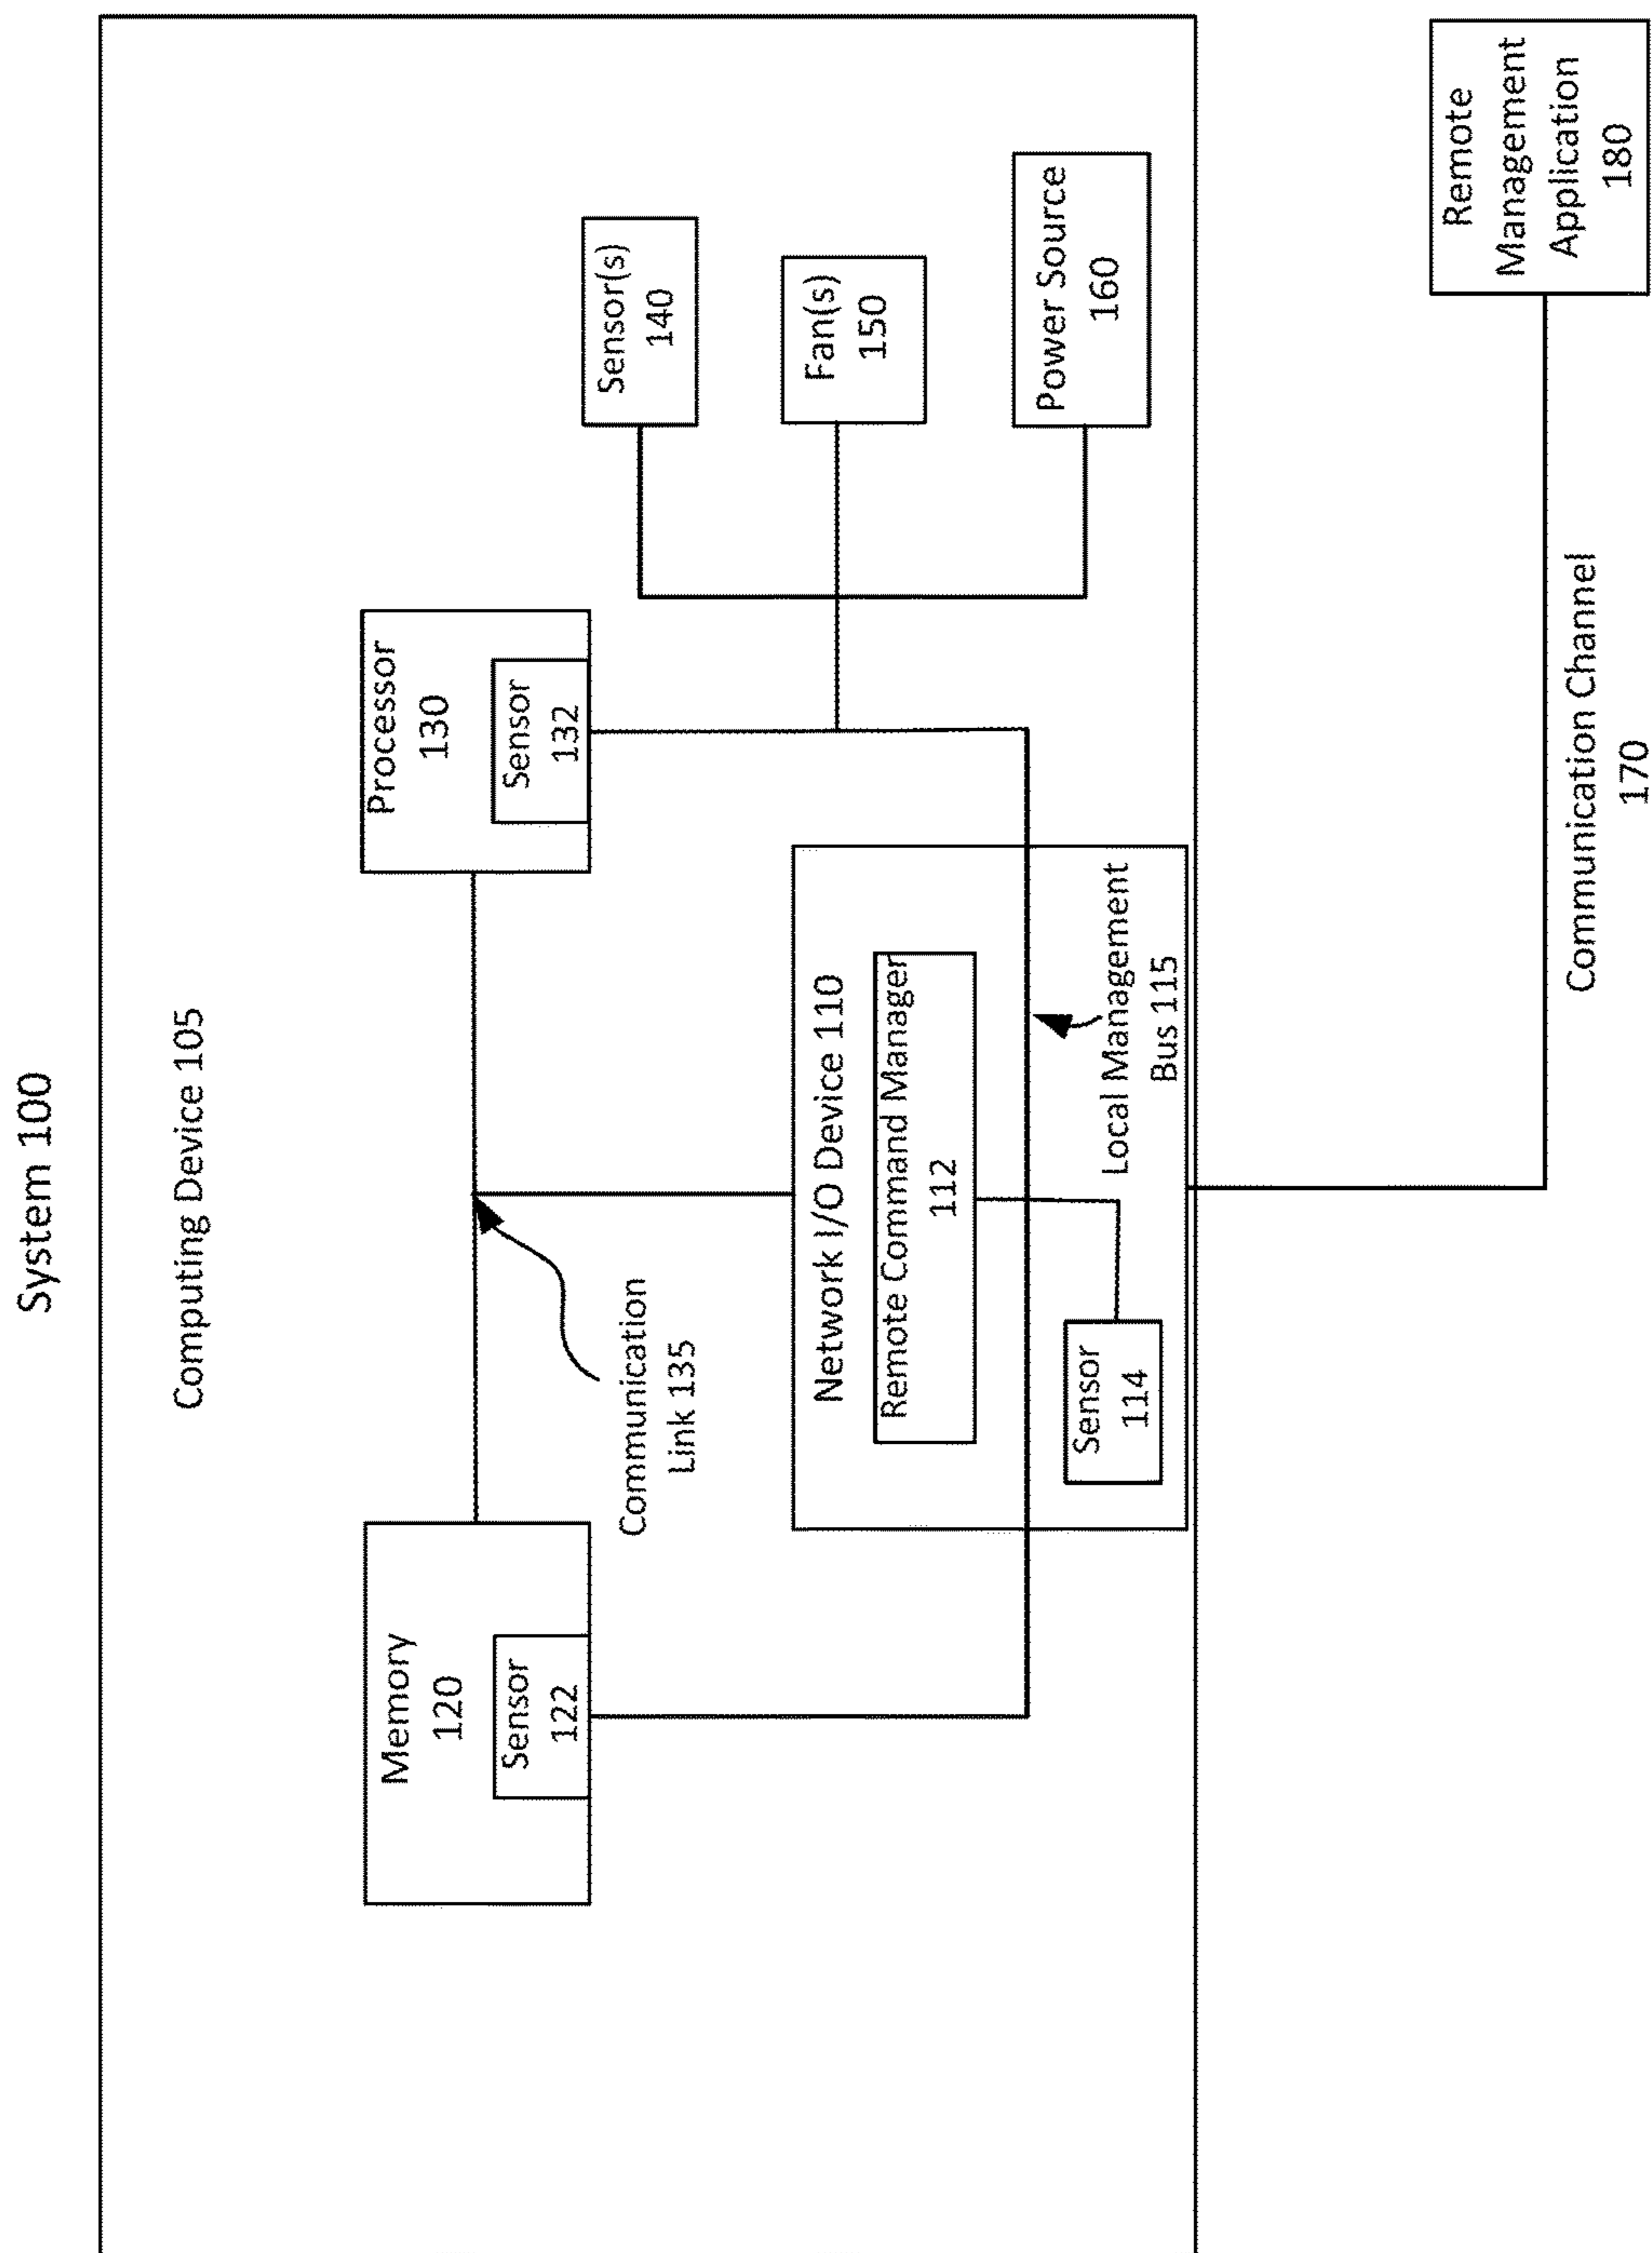 System 100
Computing Device 105
Memory
120
Sensor
122
Processor
130
Sensor
132
Communication
Link 135
Sensor(s)
140
Fan(s)
150
Power Source
160
Network I/O Device 110
Remote Command Manager
112
Sensor
114
Local Management
Bus 115
Communication Channel
170
Remote
Management
Application
180